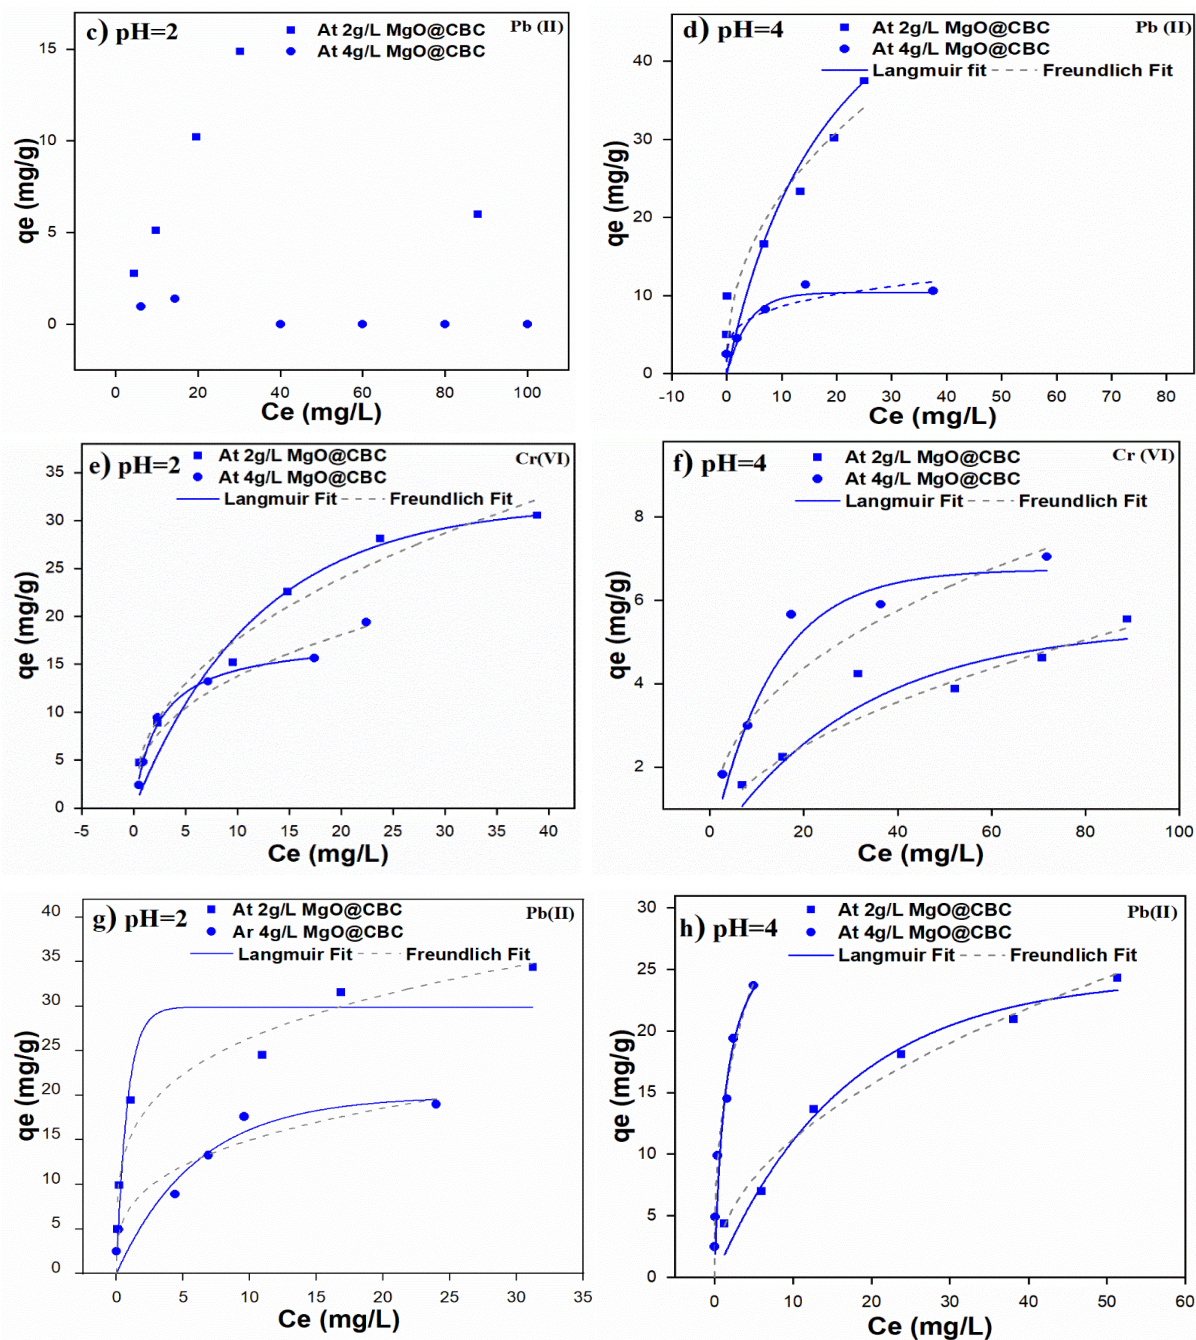 c) pH=2
At 2g/L MgO@CBC
At 4g/L MgO@CBC
Pb (II)
15
10
5
0
qe (mg/g)
0 20 40 60 80 100
Ce (mg/L)
d) pH=4
At 2g/L MgO@CBC
At 4g/L MgO@CBC
Langmuir fit Freundlich Fit
Pb (II)
40
30
20
10
0
qe (mg/g)
-10 0 10 20 30 40 50 60 70 80
Ce (mg/L)
e) pH=2
At 2g/L MgO@CBC
At 4g/L MgO@CBC
Langmuir Fit Freundlich Fit
Cr(VI)
35
30
25
20
15
10
5
0
qe (mg/g)
-5 0 5 10 15 20 25 30 35 40
Ce (mg/L)
f) pH=4
At 2g/L MgO@CBC
At 4g/L MgO@CBC
Langmuir Fit Freundlich Fit
Cr (VI)
8
6
4
2
qe (mg/g)
0 20 40 60 80 100
Ce (mg/L)
g) pH=2
At 2g/L MgO@CBC
Ar 4g/L MgO@CBC
Langmuir Fit Freundlich Fit
Pb(II)
40
35
30
25
20
15
10
5
0
qe (mg/g)
0 5 10 15 20 25 30 35
Ce (mg/L)
h) pH=4
At 2g/L MgO@CBC
At 4g/L MgO@CBC
Langmuir Fit Freundlich Fit
Pb(II)
30
25
20
15
10
5
0
qe (mg/g)
0 10 20 30 40 50 60
Ce (mg/L)